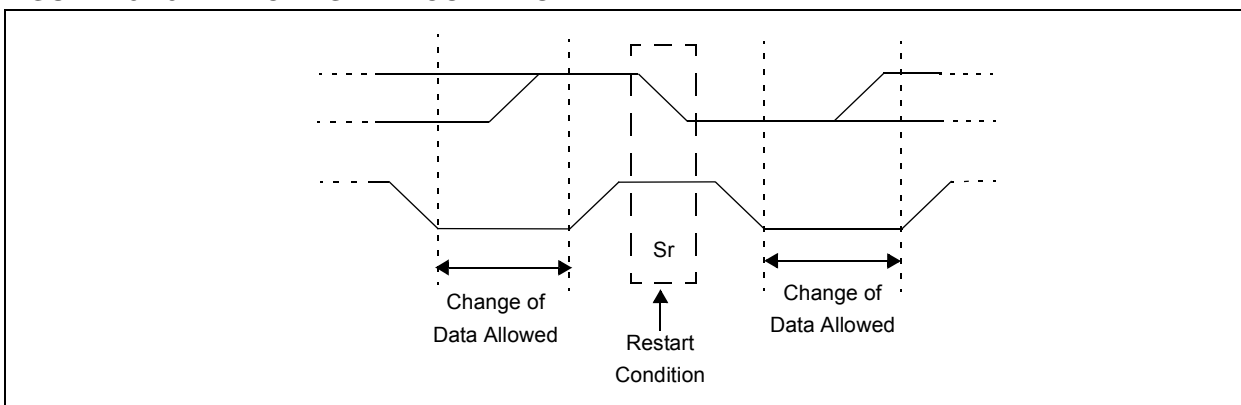 Sr
Change of
Data Allowed
Restart
Condition
Change of
Data Allowed